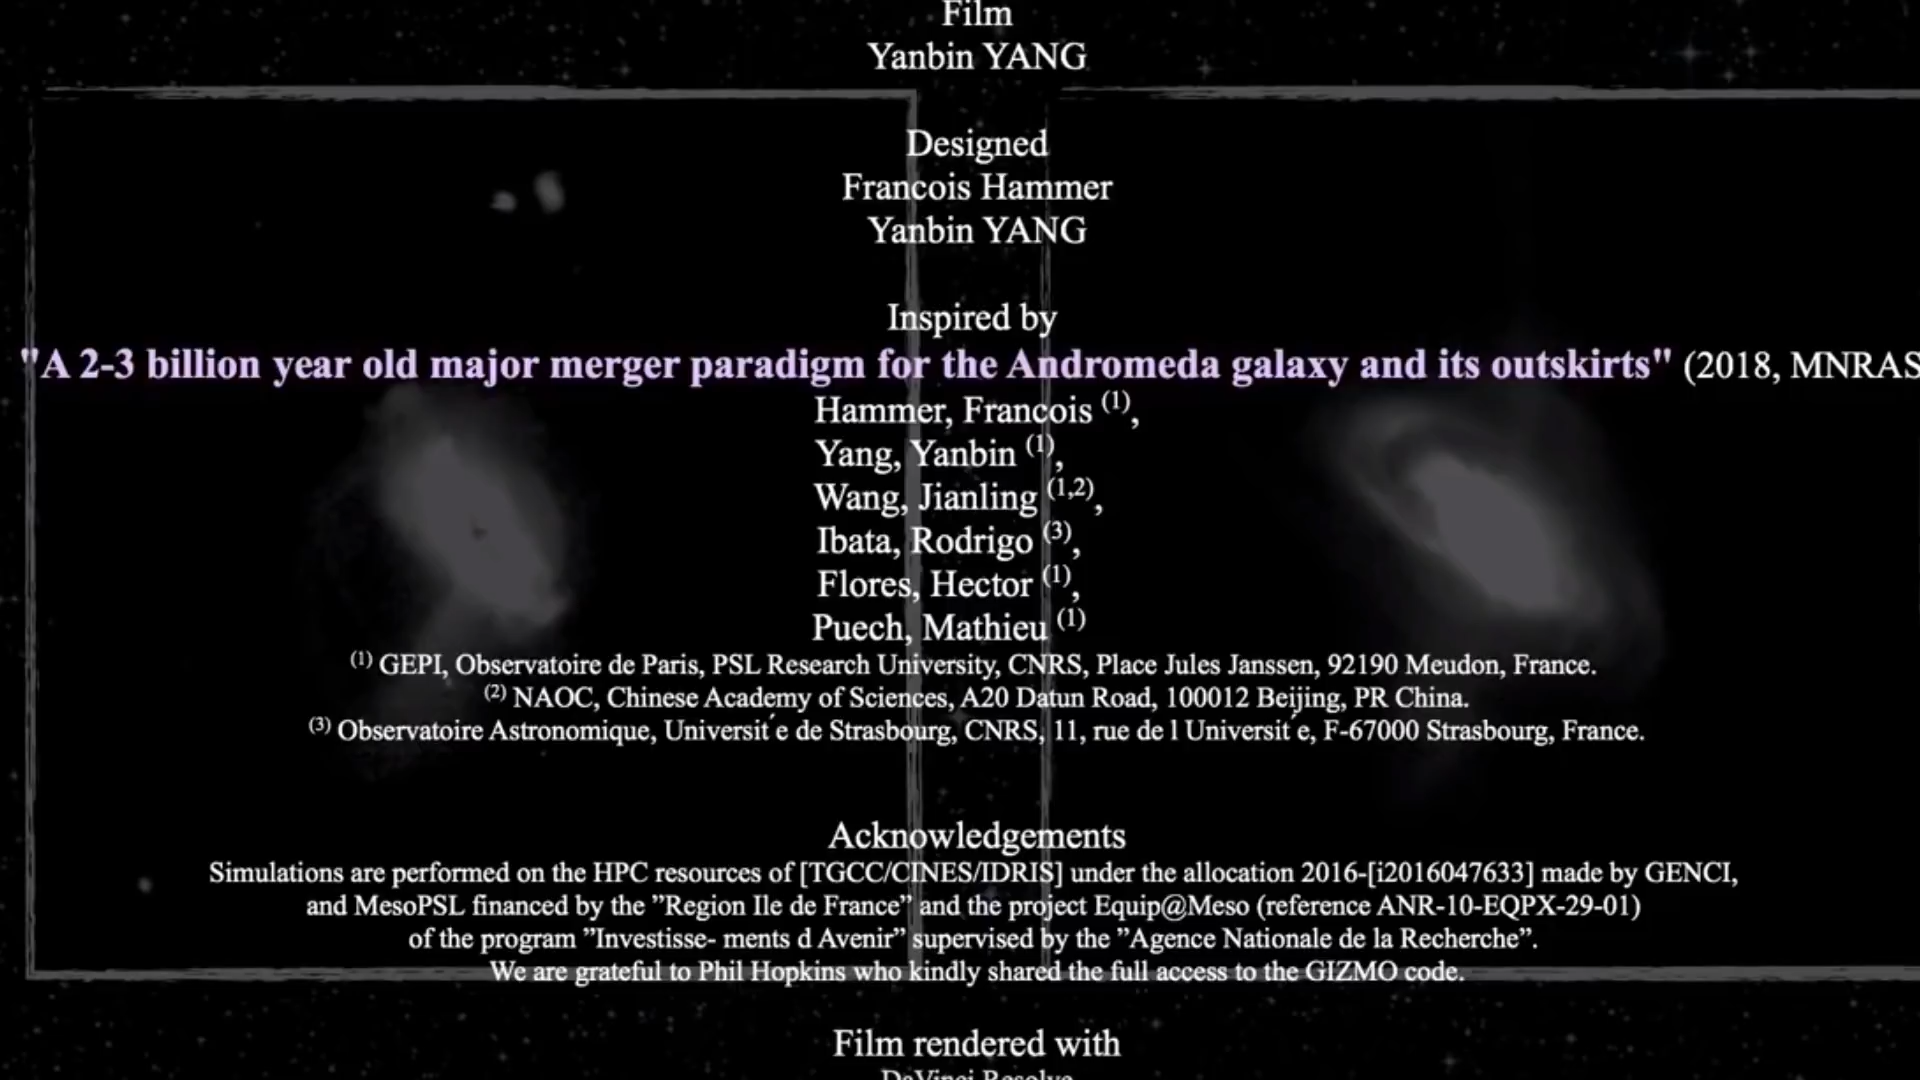 Film
Yanbin YANG
Designed
Francois Hammer
Yanbin YANG
Inspired by
"A 2-3 billion year old major merger paradigm for the Andromeda galaxy and its outskirts" (2018, MNRAS
Hammer, Francois (1),
Yang, Yanbin (1),
Wang, Jianling (1,2),
Ibata, Rodrigo (3),
Flores, Hector (1),
Puech, Mathieu (1)
(1) GEPI, Observatoire de Paris, PSL Research University, CNRS, Place Jules Janssen, 92190 Meudon, France.
(2) NAOC, Chinese Academy of Sciences, A20 Datun Road, 100012 Beijing, PR China.
(3) Observatoire Astronomique, Universit´e de Strasbourg, CNRS, 11, rue de l Universit´e, F-67000 Strasbourg, France.
Acknowledgements
Simulations are performed on the HPC resources of [TGCC/CINES/IDRIS] under the allocation 2016-[i2016047633] made by GENCI,
and MesoPSL financed by the ”Region Ile de France” and the project Equip@Meso (reference ANR-10-EQPX-29-01)
of the program ”Investisse- ments d Avenir” supervised by the ”Agence Nationale de la Recherche”.
We are grateful to Phil Hopkins who kindly shared the full access to the GIZMO code.
Film rendered with
DaVinci Resolve